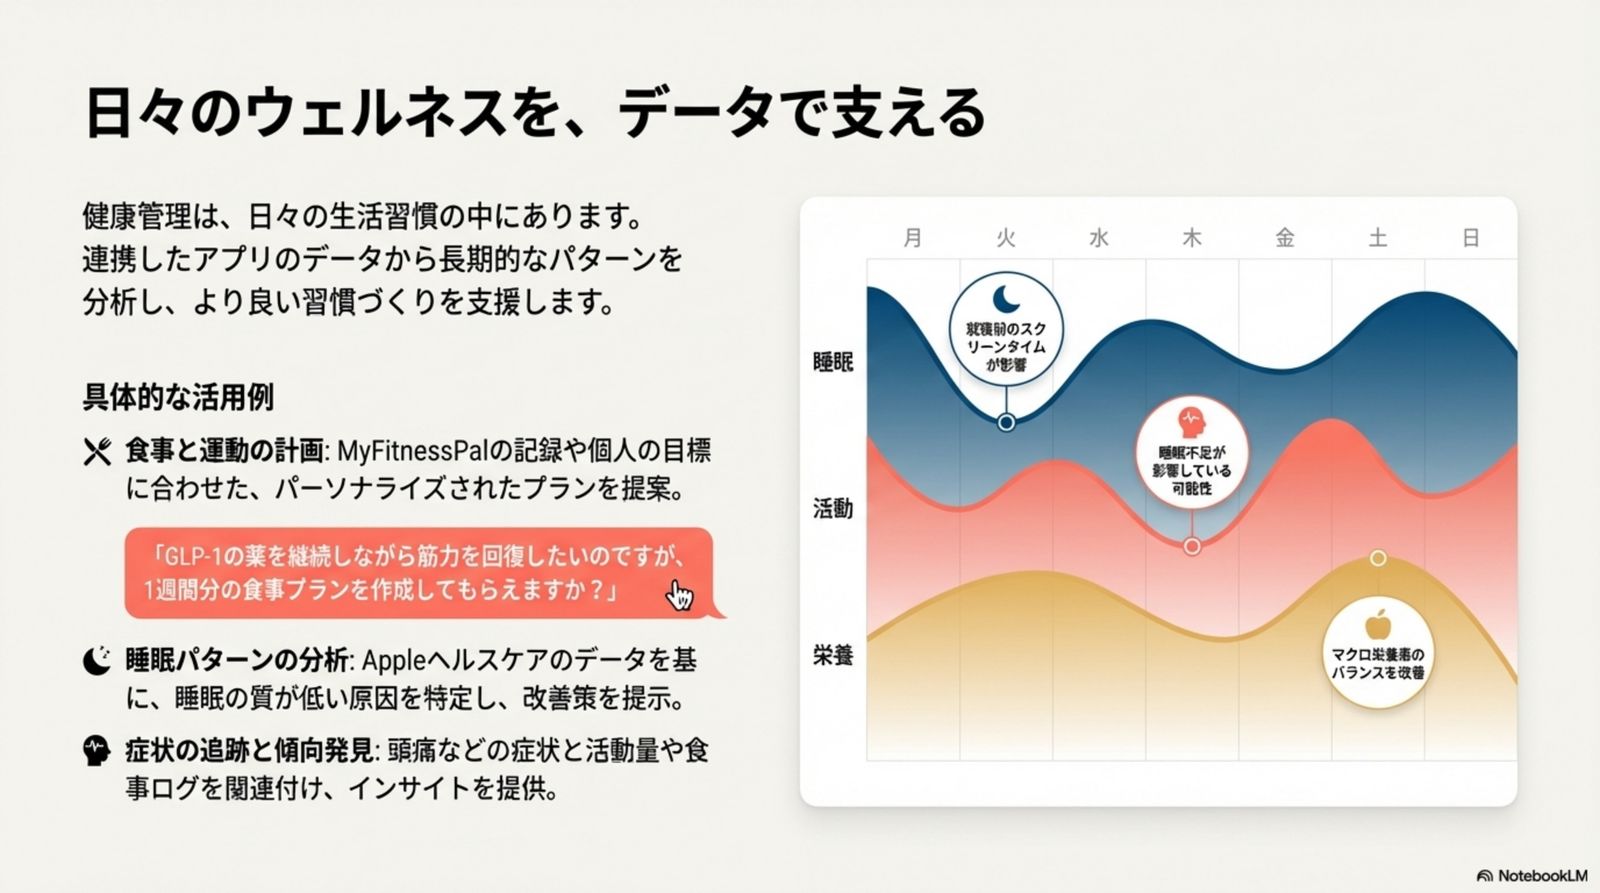 日々のウェルネスを、データで支える
健康管理は、日々の生活習慣の中にあります。
連携したアプリのデータから長期的なパターンを
分析し、より良い習慣づくりを支援します。
具体的な活用例
食事と運動の計画: MyFitnessPalの記録や個人の目標
に合わせた、パーソナライズされたプランを提案。
「GLP-1の薬を継続しながら筋力を回復したいのですが、
1週間分の食事プランを作成してもらえますか？」
睡眠パターンの分析: Appleヘルスケアのデータを基
に、睡眠の質が低い原因を特定し、改善策を提示。
症状の追跡と傾向発見: 頭痛などの症状と活動量や食
事ログを関連付け、インサイトを提供。
月 火 水 木 金 土 日
睡眠
活動
栄養
のスク
リーンタイム
が影響
睡眠不足が
影響している
可能性
マクロ栄養素の
バランスを改善
NotebookLM